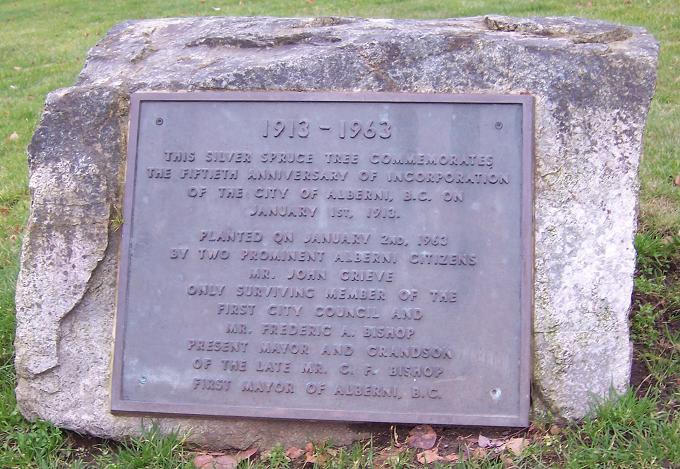 1913 - 1963
THIS SILVER SPRUCE TREE COMMEMORATES
THE FIFTIETH ANNIVERSARY OF INCORPORATION
OF THE CITY OF ALBERNI, B.C. ON
JANUARY 1ST, 1913.
PLANTED ON JANUARY 2ND, 1963
BY TWO PROMINENT ALBERNI CITIZENS
MR. JOHN GRIEVE
ONLY SURVIVING MEMBER OF THE
FIRST CITY COUNCIL AND
MR. FREDERIC A. BISHOP
PRESENT MAYOR AND GRANDSON
OF THE LATE MR. C. F. BISHOP
FIRST MAYOR OF ALBERNI, B.C.